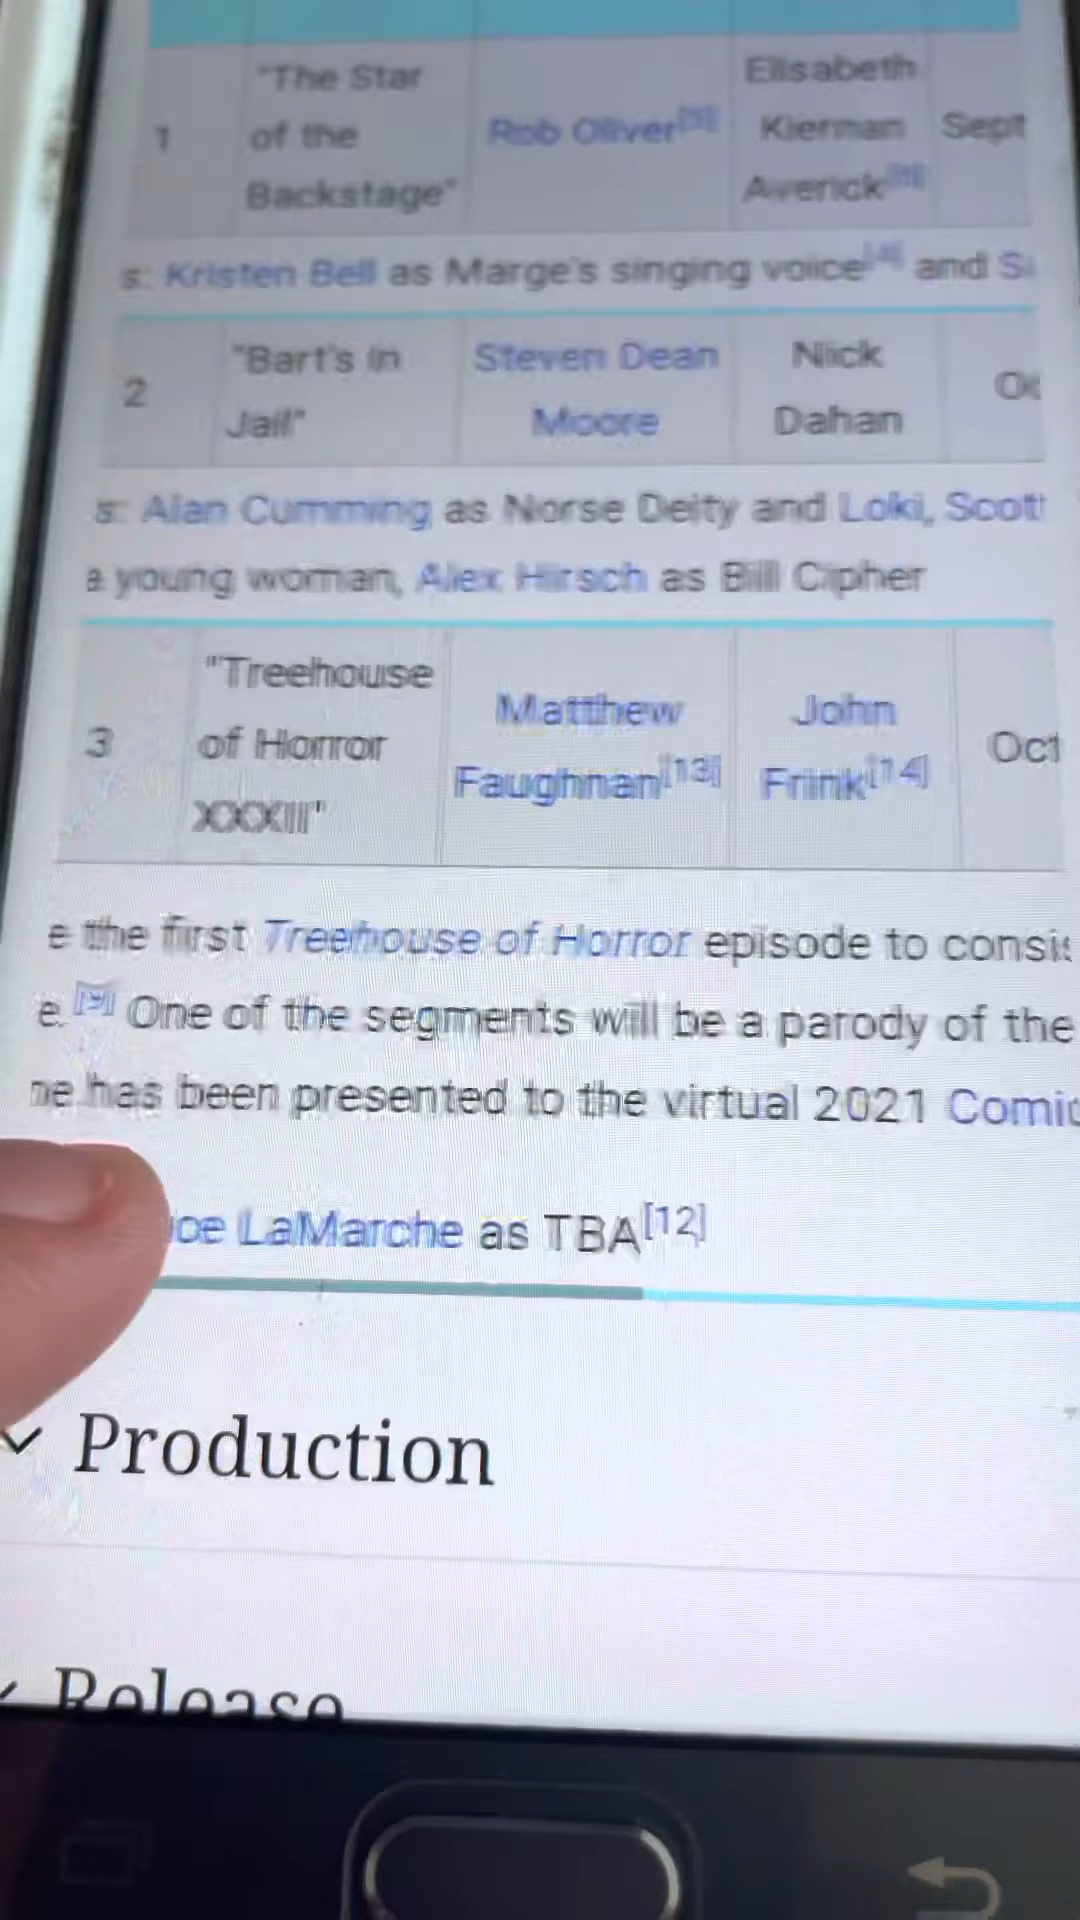 1
"The Star
of the
Backstage"
Rob Oliver[5]
Elisabeth
Kiernan
Averick
Sept
s: Kristen Bell as Marge's singing voice[4] and S
2
"Bart's in
Jail"
Steven Dean
Moore
Nick
Dahan
Oc
s: Alan Cumming as Norse Deity and Loki, Scott
a young woman, Alex Hirsch as Bill Cipher
3
"Treehouse
of Horror
XXXII"
Matthew
Faughnan[13]
John
Frink[14]
Oct
e the first Treehouse of Horror episode to consis
e.[9] One of the segments will be a parody of the
ne has been presented to the virtual 2021 Comic
ice LaMarche as TBA[12]
Production
Release